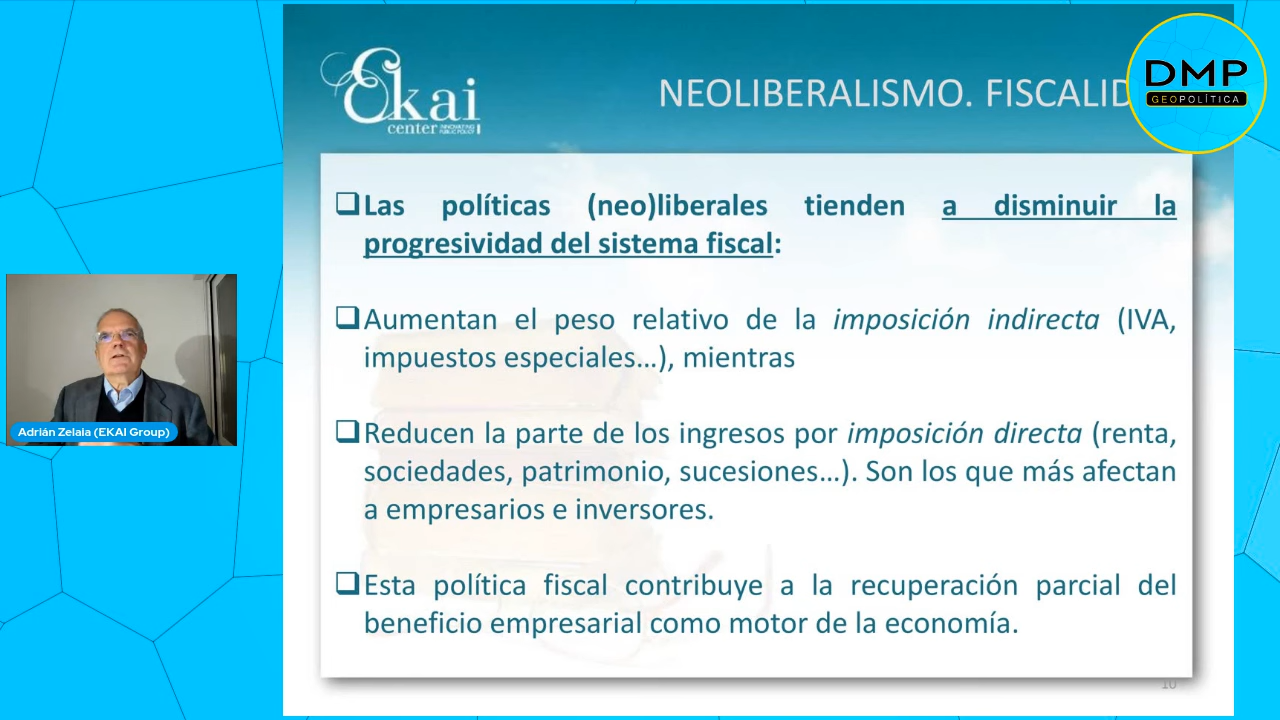 Ekai
center INNOVATING
PUBLIC POLICY
NEOLIBERALISMO. FISCALID
DMP
GEOPOLÍTICA
❑Las políticas (neo)liberales tienden a disminuir la
progresividad del sistema fiscal:
❑Aumentan el peso relativo de la imposición indirecta (IVA,
impuestos especiales…), mientras
❑Reducen la parte de los ingresos por imposición directa (renta,
sociedades, patrimonio, sucesiones…). Son los que más afectan
a empresarios e inversores.
❑Esta política fiscal contribuye a la recuperación parcial del
beneficio empresarial como motor de la economía.
10
Adrián Zelaia (EKAI Group)